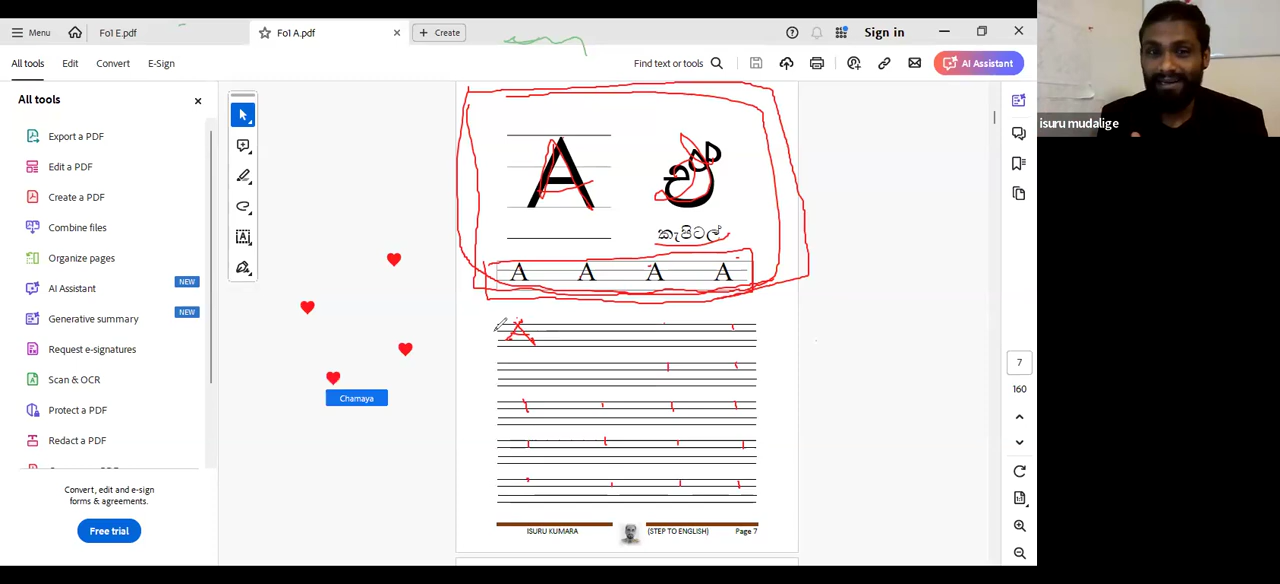 Menu
Fo1 E.pdf
Fo1 A.pdf
Create
Sign in
All tools
Edit
Convert
E-Sign
Find text or tools
AI Assistant
All tools
Export a PDF
Edit a PDF
Create a PDF
Combine files
Organize pages
AI Assistant
NEW
Generative summary
NEW
Request e-signatures
Scan & OCR
Protect a PDF
Redact a PDF
Convert, edit and e-sign
forms & agreements.
Free trial
A
කැපිටල්
A A A A
A
Chamaya
ISURU KUMARA (STEP TO ENGLISH) Page 7
7
160
isuru mudalige